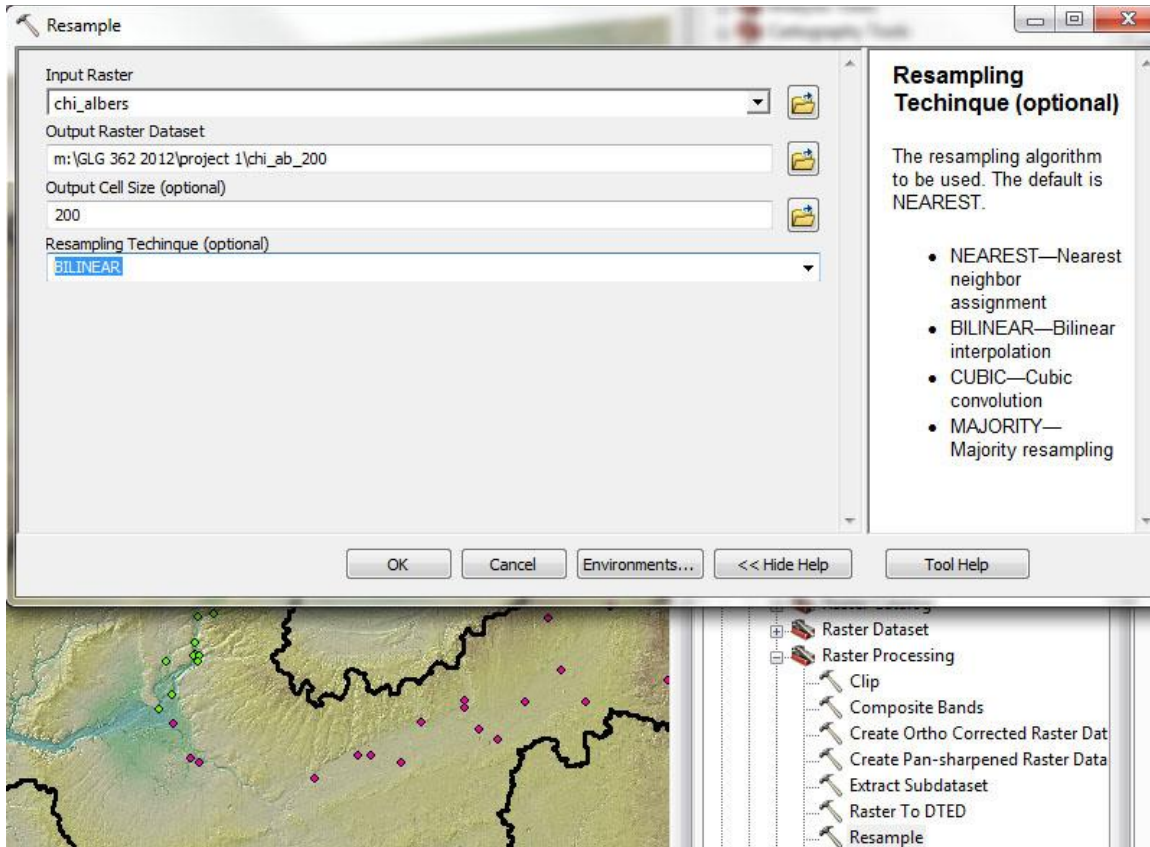 Resample
Input Raster
chi_albers
Output Raster Dataset
m:\GLG 362 2012\project 1\chi_ab_200
Output Cell Size (optional)
200
Resampling Techinque (optional)
BILINEAR
OK
Cancel
Environments...
<< Hide Help
Tool Help
Resampling
Techinque (optional)
The resampling algorithm
to be used. The default is
NEAREST.
• NEAREST—Nearest
neighbor
assignment
• BILINEAR—Bilinear
interpolation
• CUBIC—Cubic
convolution
• MAJORITY—
Majority resampling
Cartography Tools
Raster Catalog
Raster Dataset
Raster Processing
Clip
Composite Bands
Create Ortho Corrected Raster Dat
Create Pan-sharpened Raster Data
Extract Subdataset
Raster To DTED
Resample